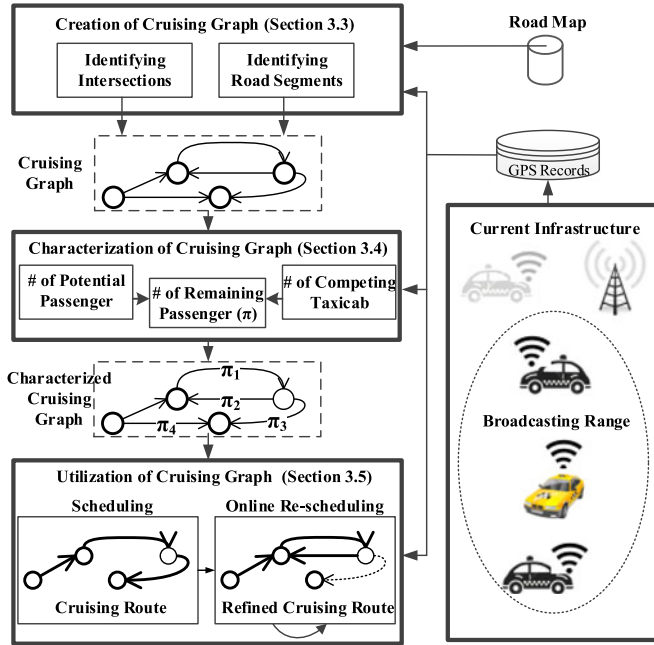 Creation of Cruising Graph (Section 3.3)
Identifying
Intersections
Identifying
Road Segments
Road Map
GPS Records
Cruising
Graph
Characterization of Cruising Graph (Section 3.4)
# of Potential
Passenger
# of Remaining
Passenger (π)
# of Competing
Taxicab
Current Infrastructure
Broadcasting Range
Characterized
Cruising
Graph
π1
π2
π3
π4
Utilization of Cruising Graph (Section 3.5)
Scheduling
Cruising Route
Online Re-scheduling
Refined Cruising Route